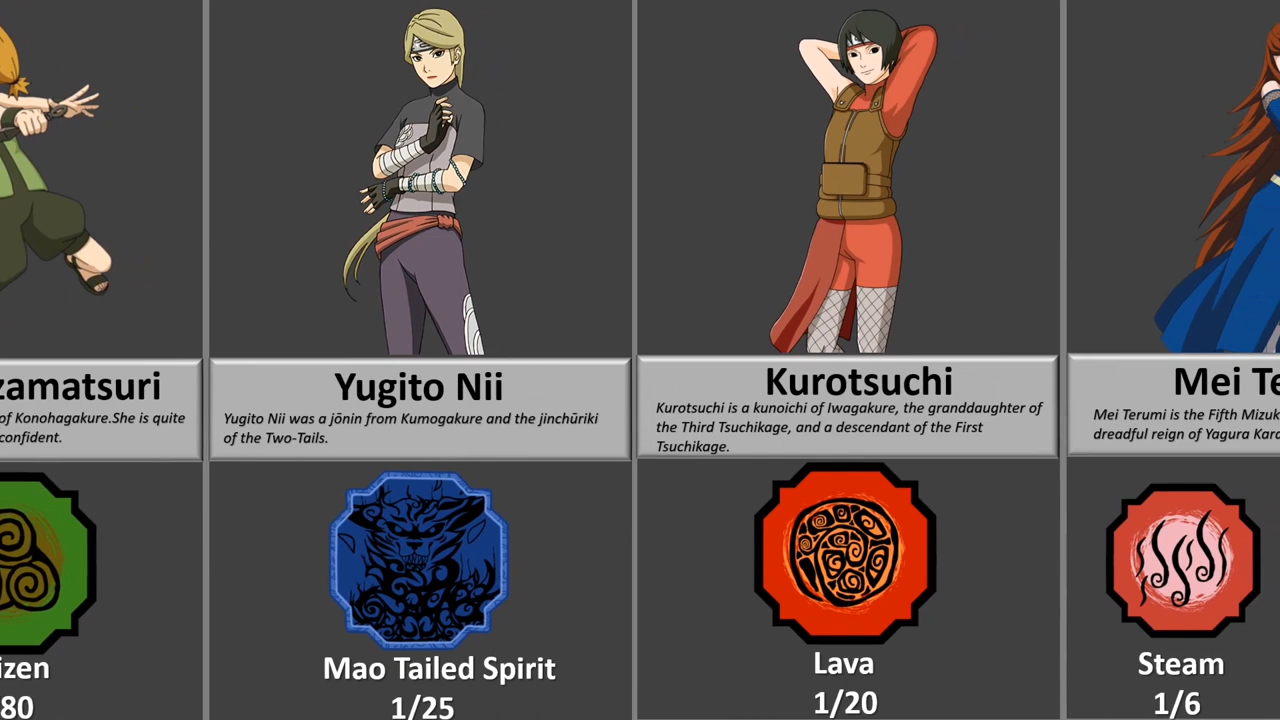 zamatsuri
of Konohagakure.She is quite
confident.
izen
80
Yugito Nii
Yugito Nii was a jōnin from Kumogakure and the jinchūriki
of the Two-Tails.
Mao Tailed Spirit
1/25
Kurotsuchi
Kurotsuchi is a kunoichi of Iwagakure, the granddaughter of
the Third Tsuchikage, and a descendant of the First
Tsuchikage.
Lava
1/20
Mei Te
Mei Terumi is the Fifth Mizuk
dreadful reign of Yagura Kara
Steam
1/6